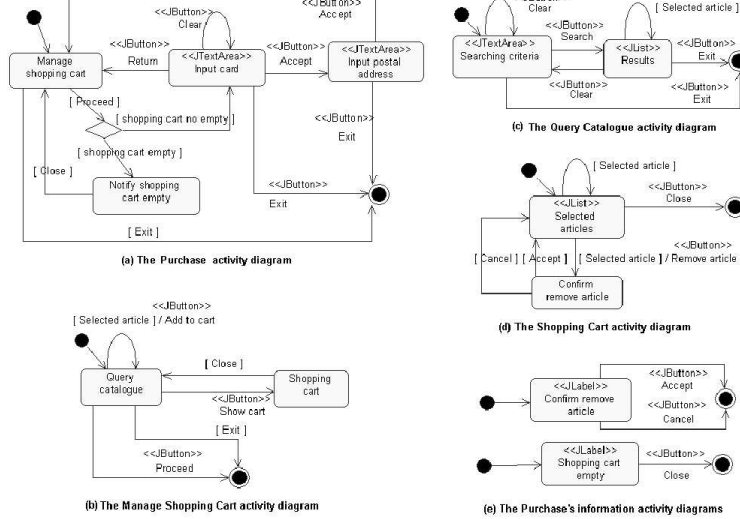 <<JButton>>
Clear
Accept
<<JButton>>
Return
<<JButton>>
Accept
Manage
shopping cart
<<JTextArea>>
Input card
<<JTextArea>>
Input postal
address
[ Proceed ]
[ shopping cart no empty ]
[ shopping cart empty ]
<<JButton>>
Exit
[ Close ]
Notify shopping
cart empty
<<JButton>>
Exit
[ Exit ]
(a) The Purchase activity diagram
<<JButton>>
[ Selected article ] / Add to cart
Query
catalogue
[ Close ]
Shopping
cart
<<JButton>>
Show cart
[ Exit ]
<<JButton>>
Proceed
(b) The Manage Shopping Cart activity diagram
Clear
[ Selected article ]
<<JTextArea>>
Searching criteria
<<JButton>>
Search
<<JList>>
Results
<<JButton>>
Exit
<<JButton>>
Clear
<<JButton>>
Exit
(c) The Query Catalogue activity diagram
[ Selected article ]
<<JList>>
Selected
articles
<<JButton>>
Close
<<JButton>>
[ Cancel ] [ Accept ] [ Selected article ] / Remove article
Confirm
remove article
(d) The Shopping Cart activity diagram
<<JLabel>>
Confirm remove
article
<<JButton>>
Accept
<<JButton>>
Cancel
<<JLabel>>
Shopping cart
empty
<<JButton>>
Close
(e) The Purchase's information activity diagrams